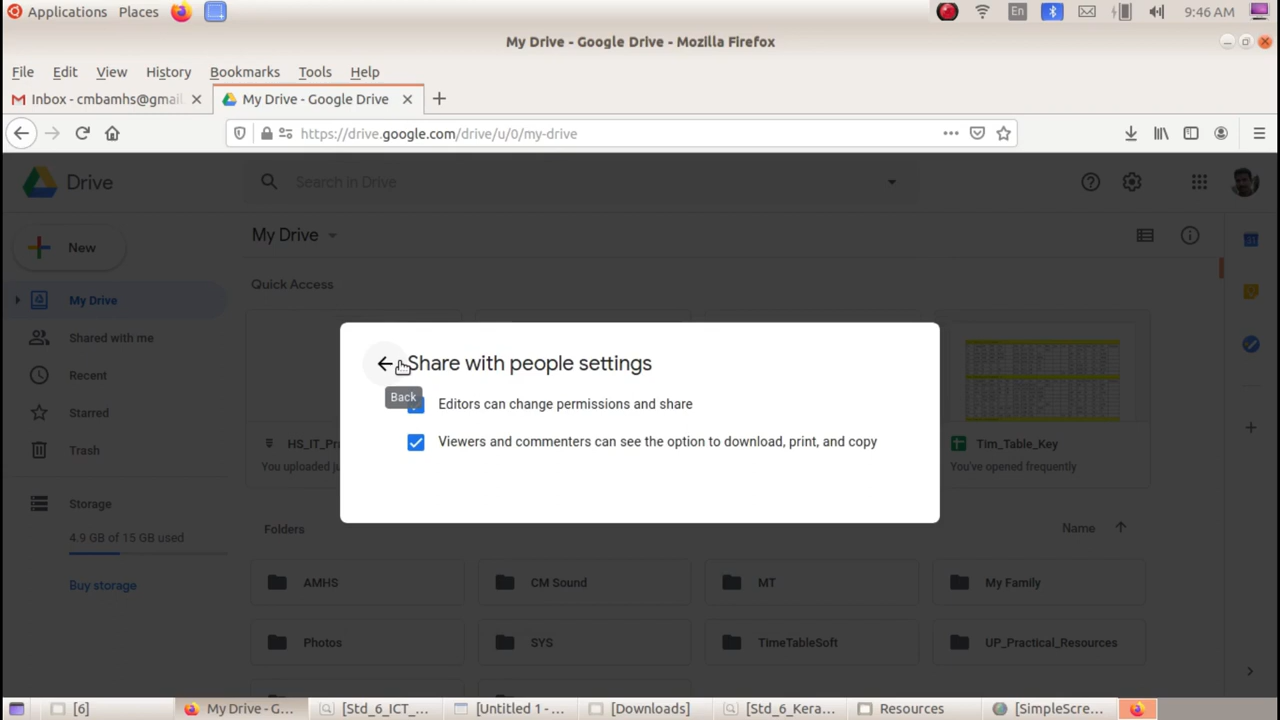 Applications Places En 9:46 AM
My Drive - Google Drive - Mozilla Firefox
File Edit View History Bookmarks Tools Help
Inbox - cmbamhs@gmail. My Drive - Google Drive
https://drive.google.com/drive/u/0/my-drive
Drive Search in Drive
New My Drive
Quick Access
My Drive
Shared with me
Recent
Starred
Trash
Storage
4.9 GB of 15 GB used
Buy storage
Share with people settings
Back
Editors can change permissions and share
Viewers and commenters can see the option to download, print, and copy
HS_IT_Pr
You uploaded ju
Tim_Table_Key
You've opened frequently
Folders Name
AMHS CM Sound MT My Family
Photos SYS TimeTableSoft UP_Practical_Resources
[6] My Drive - G... [Std_6_ICT_... [Untitled 1 - ... [Downloads] [Std_6_Kera... Resources [SimpleScre...